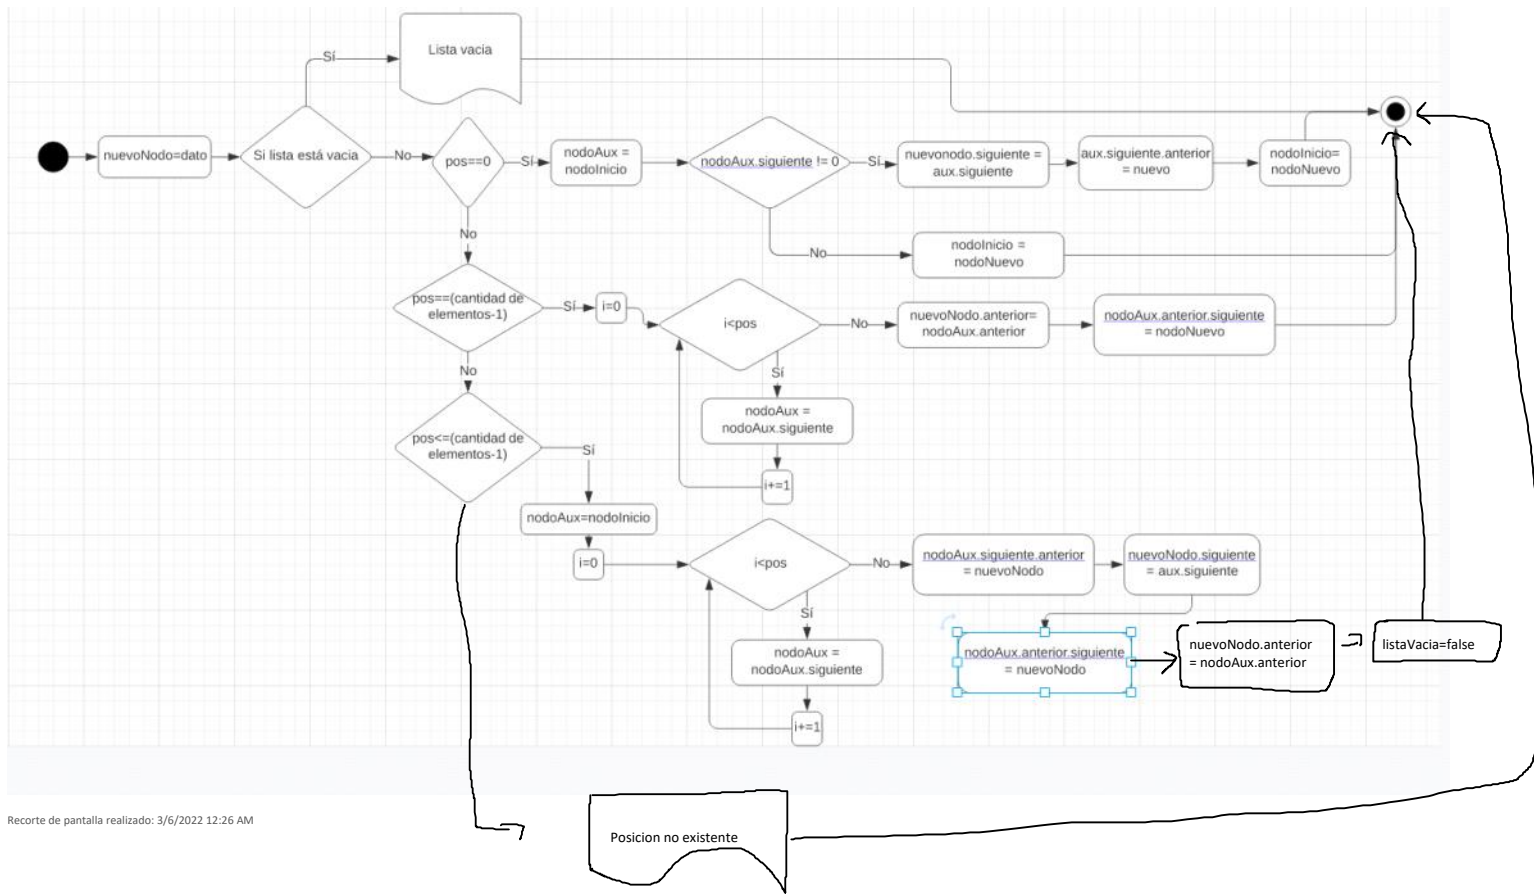 Lista vacia
Sí
nuevoNodo=dato
Si lista está vacia
No
pos==0
Sí
nodoAux =
nodoInicio
nodoAux.siguiente != 0
Sí
nuevonodo.siguiente =
aux.siguiente
aux.siguiente.anterior
= nuevo
nodoInicio=
nodoNuevo
No
No
nodoInicio =
nodoNuevo
pos==(cantidad de
elementos-1)
Sí
i=0
i<pos
No
nuevoNodo.anterior=
nodoAux.anterior
nodoAux.anterior.siguiente
= nodoNuevo
No
Sí
nodoAux =
nodoAux.siguiente
i+=1
pos<=(cantidad de
elementos-1)
Sí
nodoAux=nodoInicio
i=0
i<pos
No
nodoAux.siguiente.anterior
= nuevoNodo
nuevoNodo.siguiente
= aux.siguiente
Sí
nodoAux =
nodoAux.siguiente
i+=1
nodoAux.anterior.siguiente
= nuevoNodo
nuevoNodo.anterior
= nodoAux.anterior
listaVacia=false
Recorte de pantalla realizado: 3/6/2022 12:26 AM
Posicion no existente